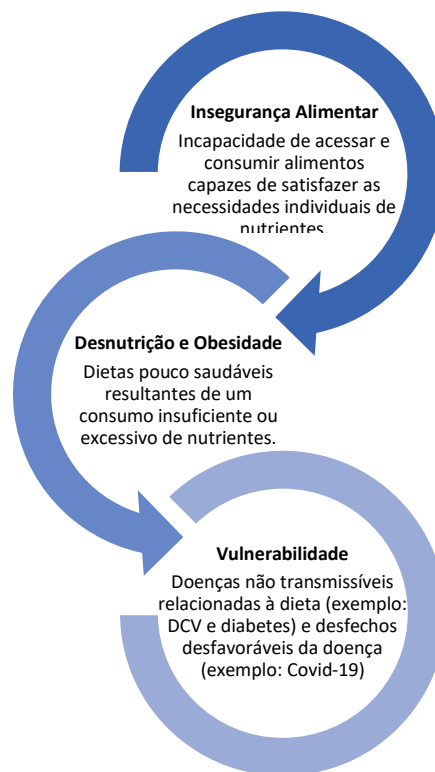 Insegurança Alimentar
Incapacidade de acessar e
consumir alimentos
capazes de satisfazer as
necessidades individuais de
nutrientes
Desnutrição e Obesidade
Dietas pouco saudáveis
resultantes de um
consumo insuficiente ou
excessivo de nutrientes.
Vulnerabilidade
Doenças não transmissíveis
relacionadas à dieta (exemplo:
DCV e diabetes) e desfechos
desfavoráveis da doença
(exemplo: Covid-19)